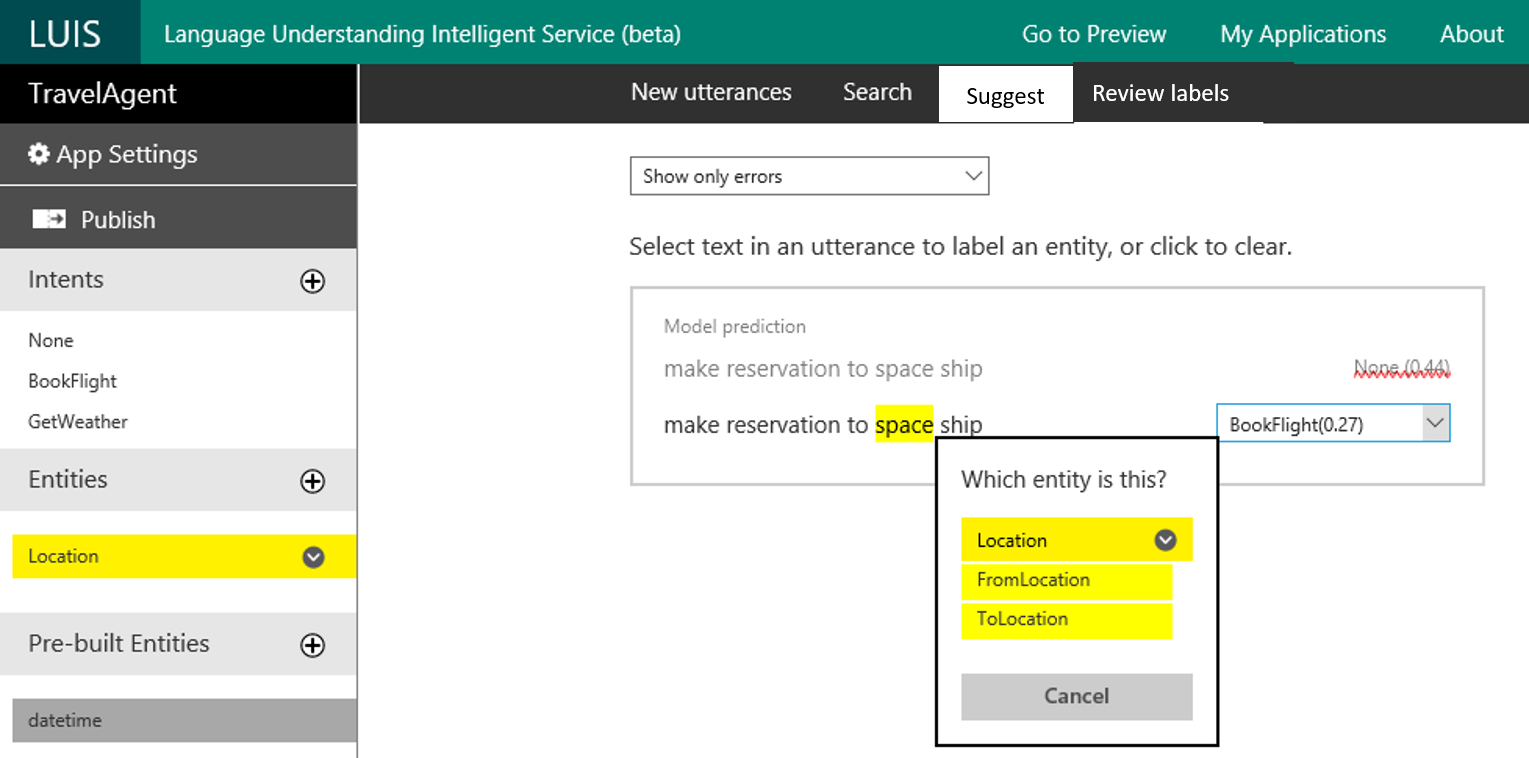 LUIS Language Understanding Intelligent Service (beta) Go to Preview My Applications About
TravelAgent
New utterances Search Suggest Review labels
App Settings
Publish
Intents
None
BookFlight
GetWeather
Entities
Location
Pre-built Entities
datetime
Show only errors
Select text in an utterance to label an entity, or click to clear.
Model prediction
make reservation to space ship None (0.44)
make reservation to space ship BookFlight(0.27)
Which entity is this?
Location
FromLocation
ToLocation
Cancel